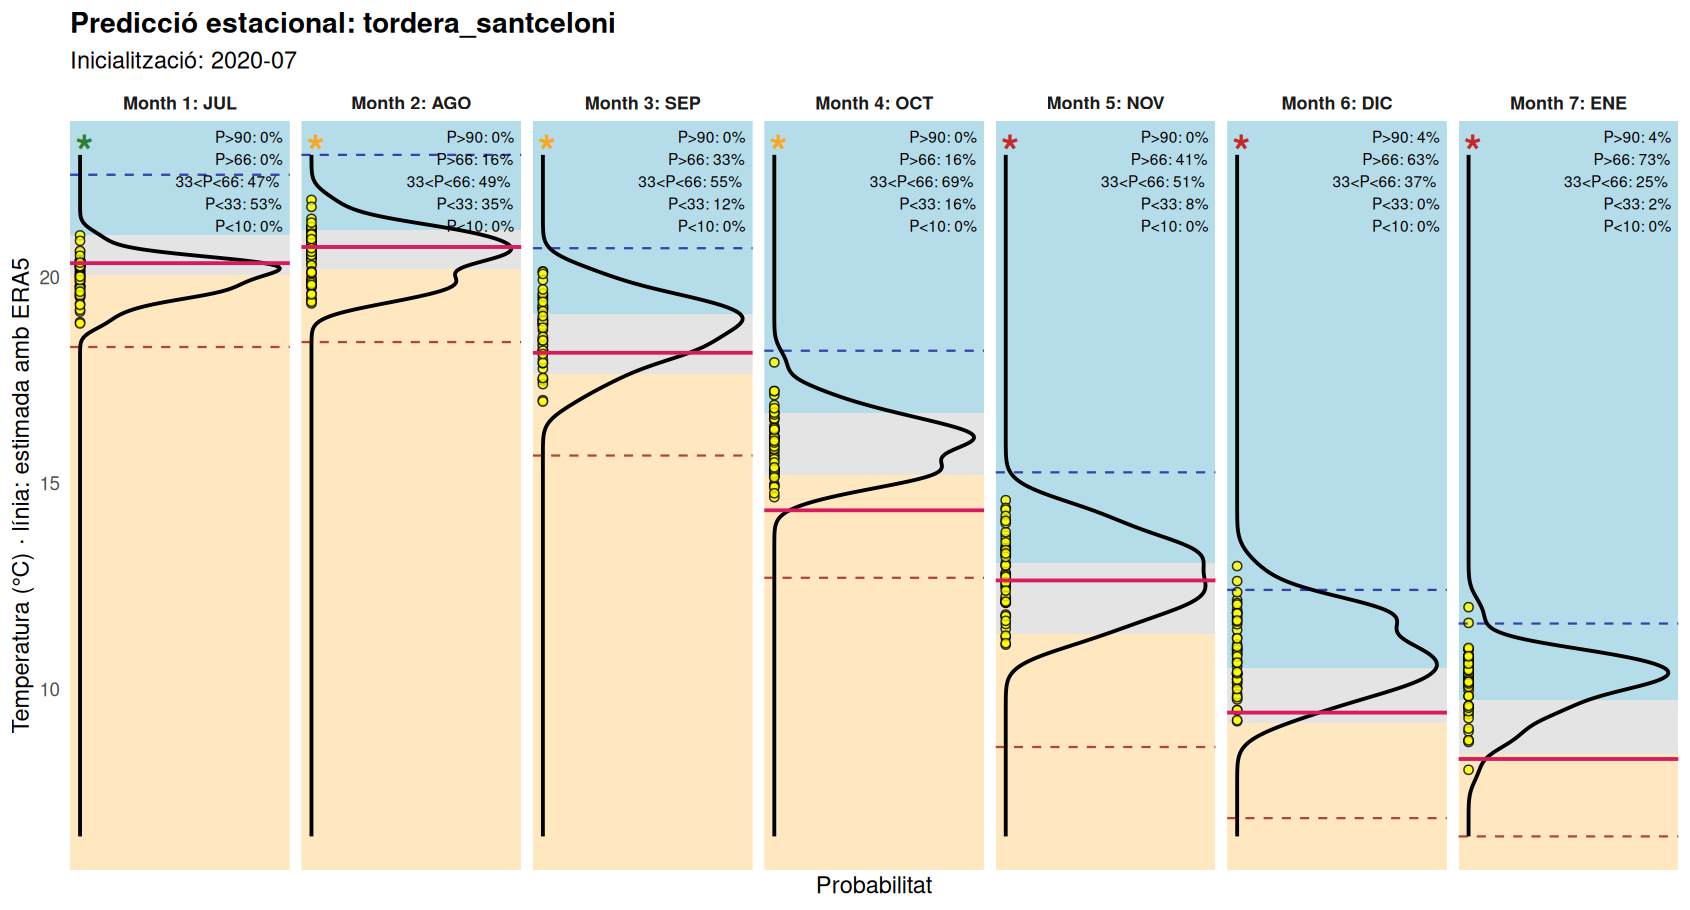 Predicció estacional: tordera_santceloni
Inicialització: 2020-07
Month 1: JUL
Month 2: AGO
Month 3: SEP
Month 4: OCT
Month 5: NOV
Month 6: DIC
Month 7: ENE
*
P>90: 0%
P>66: 0%
33<P<66: 47%
P<33: 53%
P<10: 0%
*
P>90: 0%
P>66: 16%
33<P<66: 49%
P<33: 35%
P<10: 0%
*
P>90: 0%
P>66: 33%
33<P<66: 55%
P<33: 12%
P<10: 0%
*
P>90: 0%
P>66: 16%
33<P<66: 69%
P<33: 16%
P<10: 0%
*
P>90: 0%
P>66: 41%
33<P<66: 51%
P<33: 8%
P<10: 0%
*
P>90: 4%
P>66: 63%
33<P<66: 37%
P<33: 0%
P<10: 0%
*
P>90: 4%
P>66: 73%
33<P<66: 25%
P<33: 2%
P<10: 0%
20
15
10
Temperatura (°C) · línia: estimada amb ERA5
Probabilitat